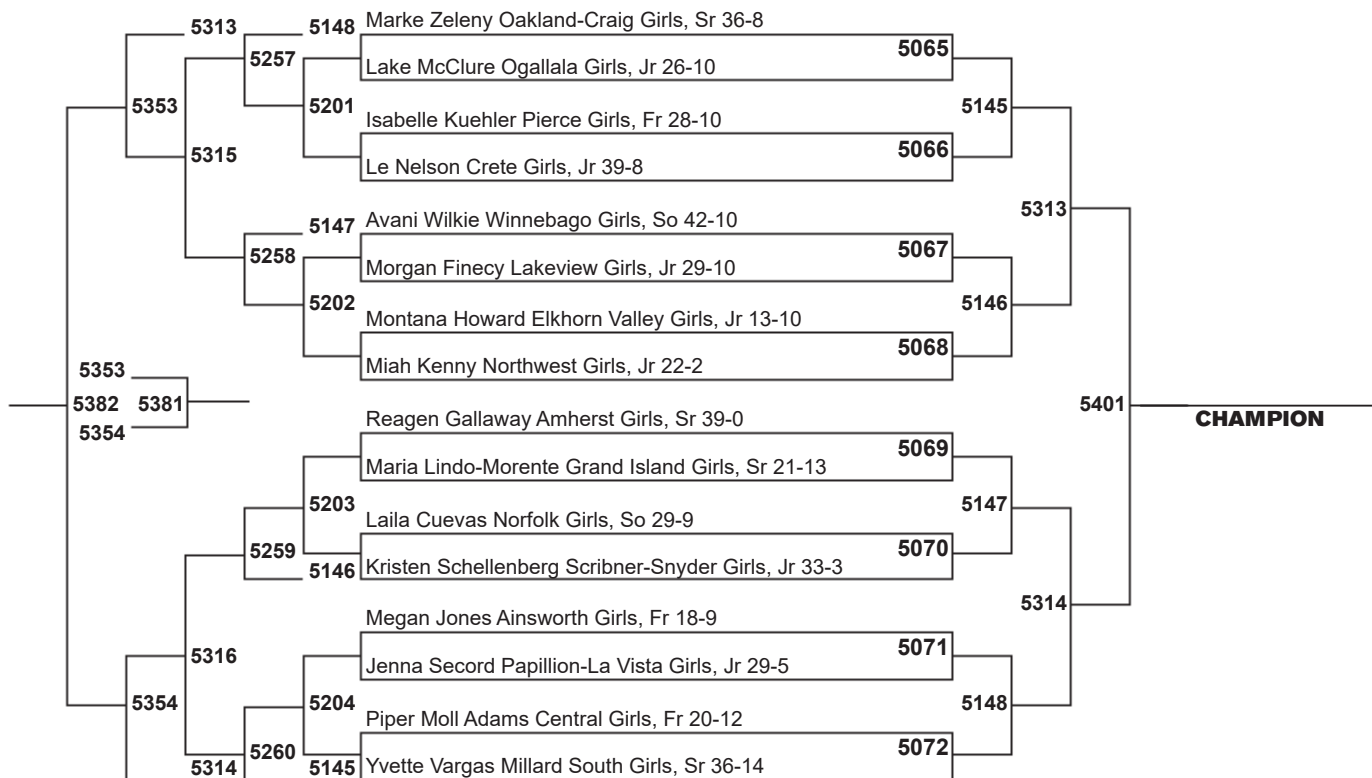 5313 5148 Marke Zeleny Oakland-Craig Girls, Sr 36-8
5065
5257
Lake McClure Ogallala Girls, Jr 26-10
5353 5201 5145
Isabelle Kuehler Pierce Girls, Fr 28-10
5066
5315
Le Nelson Crete Girls, Jr 39-8
5313
5147 Avani Wilkie Winnebago Girls, So 42-10
5067
5258
Morgan Finecy Lakeview Girls, Jr 29-10
5202 5146
Montana Howard Elkhorn Valley Girls, Jr 13-10
5068
Miah Kenny Northwest Girls, Jr 22-2
5353
5382 5381 5401
CHAMPION
5354
Reagen Gallaway Amherst Girls, Sr 39-0
5069
Maria Lindo-Morente Grand Island Girls, Sr 21-13
5203 5147
Laila Cuevas Norfolk Girls, So 29-9
5070
5259
5146 Kristen Schellenberg Scribner-Snyder Girls, Jr 33-3
5314
Megan Jones Ainsworth Girls, Fr 18-9
5071
5316
Jenna Secord Papillion-La Vista Girls, Jr 29-5
5354 5204 5148
Piper Moll Adams Central Girls, Fr 20-12
5072
5260
5314 5145 Yvette Vargas Millard South Girls, Sr 36-14